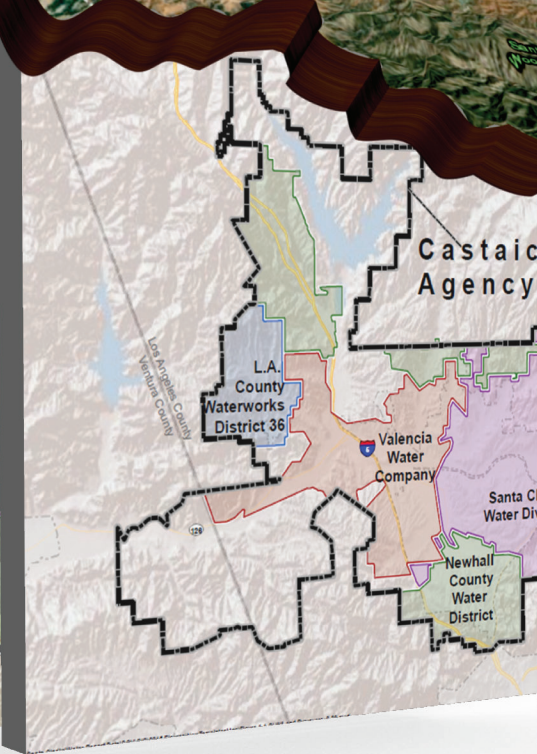 Castaic
Agency
Los Angeles County
Ventura County
L.A.
County
Waterworks
District 36
Valencia
Water
Company
5
126
Santa Cl
Water Div
Newhall
County
Water
District